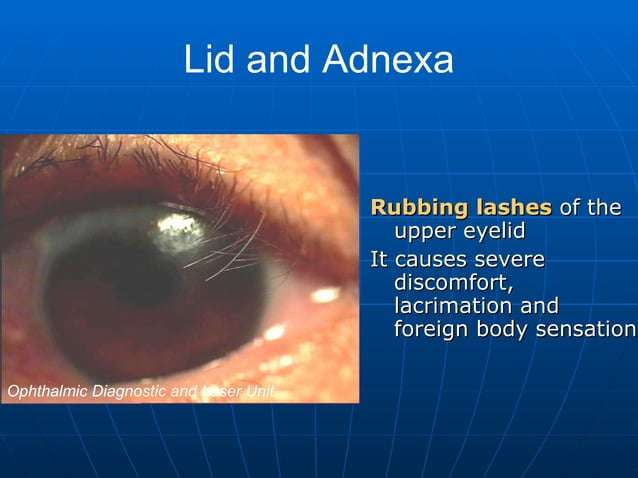 Lid and Adnexa
Rubbing lashes of the
upper eyelid
It causes severe
discomfort,
lacrimation and
foreign body sensation
Ophthalmic Diagnostic and Laser Unit